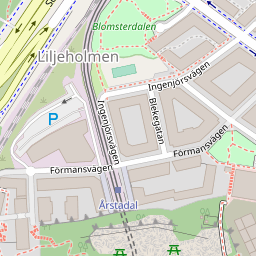 Blomsterdalen
Liljeholmen
Ingenjörsvägen
P
Blekegatan
Ingenjörsvägen
Förmansvägen
Förmansvägen
Årstadal